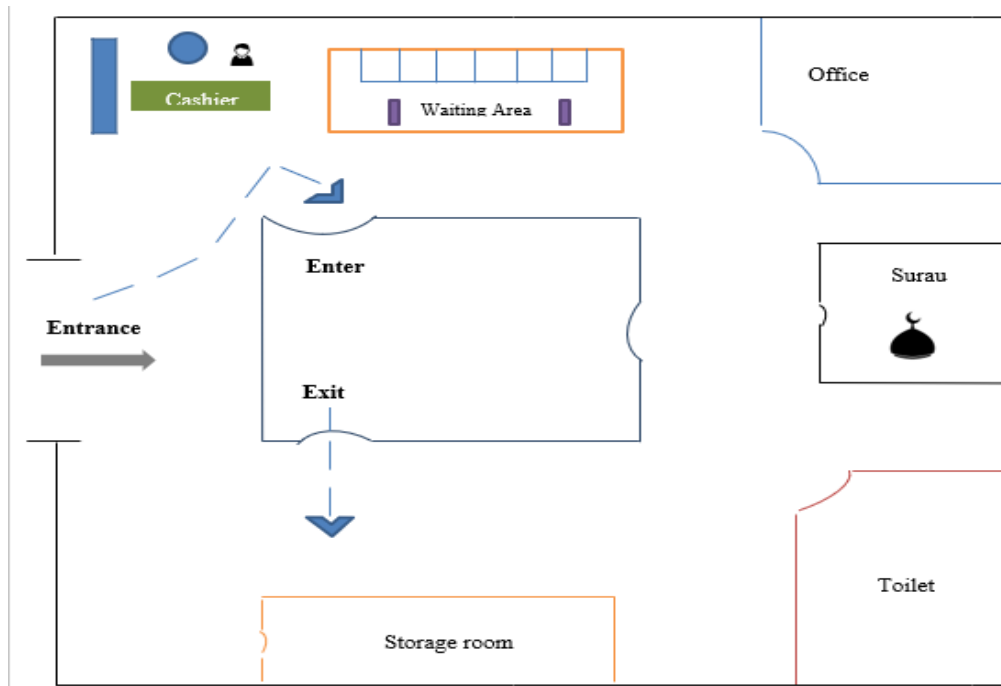 Cashier
Waiting Area
Office
Enter
Surau
Entrance
Exit
Toilet
Storage room